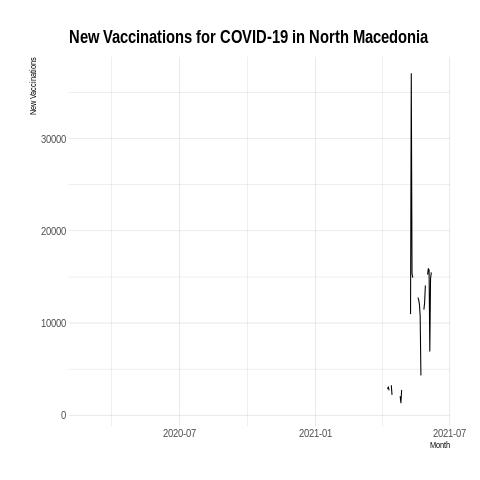 New Vaccinations for COVID-19 in North Macedonia
New Vaccinations
30000
20000
10000
0
2020-07
2021-01
2021-07
Month